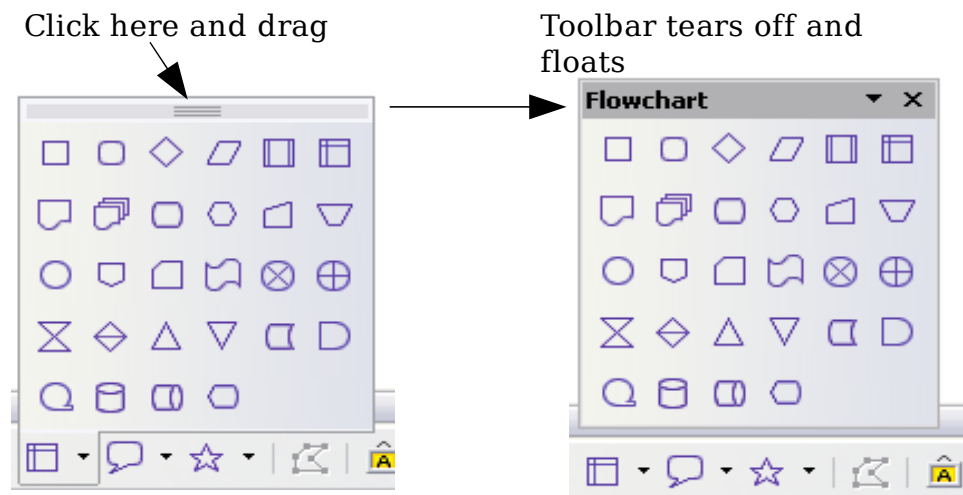 Click here and drag
Toolbar tears off and
floats
Flowchart
A
A